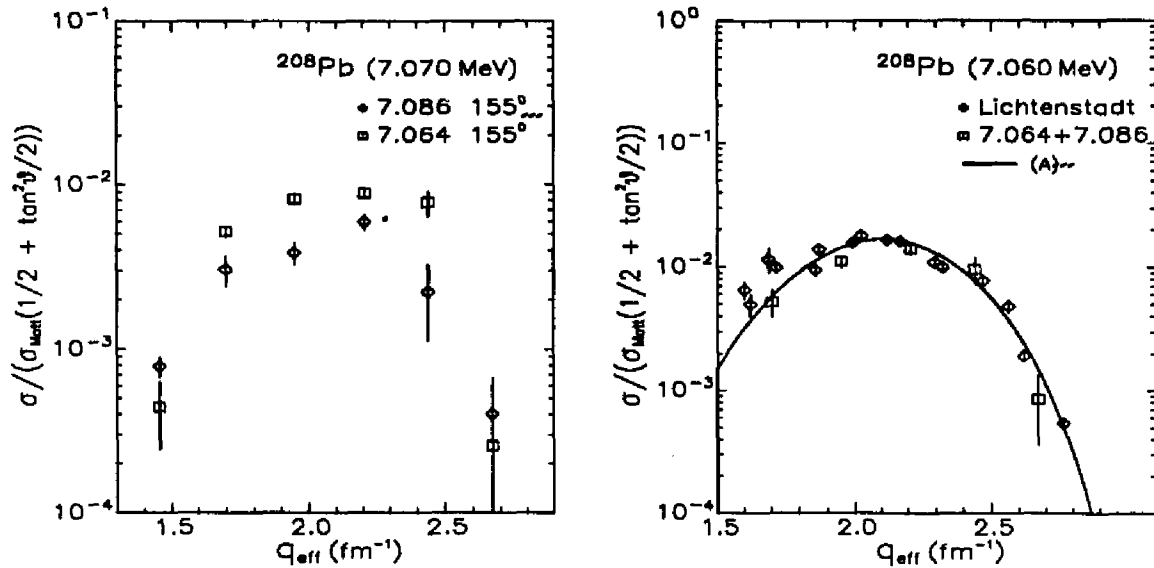 10⁻¹
10⁻²
10⁻³
10⁻⁴
σ/(σMott(1/2 + tan²ϑ/2))
²⁰⁸Pb (7.070 MeV)
7.086 155°
7.064 155°
1.5 2.0 2.5
qeff (fm⁻¹)
10⁰
10⁻¹
10⁻²
10⁻³
10⁻⁴
σ/(σMott(1/2 + tan²ϑ/2))
²⁰⁸Pb (7.060 MeV)
Lichtenstadt
7.064+7.086
(A)
1.5 2.0 2.5
qeff (fm⁻¹)